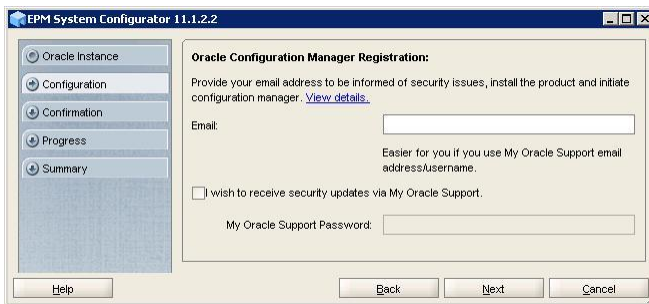 EPM System Configurator 11.1.2.2
Oracle Instance
Configuration
Confirmation
Progress
Summary
Oracle Configuration Manager Registration:
Provide your email address to be informed of security issues, install the product and initiate
configuration manager. View details.
Email:
Easier for you if you use My Oracle Support email
address/username.
I wish to receive security updates via My Oracle Support.
My Oracle Support Password:
Help
Back
Next
Cancel